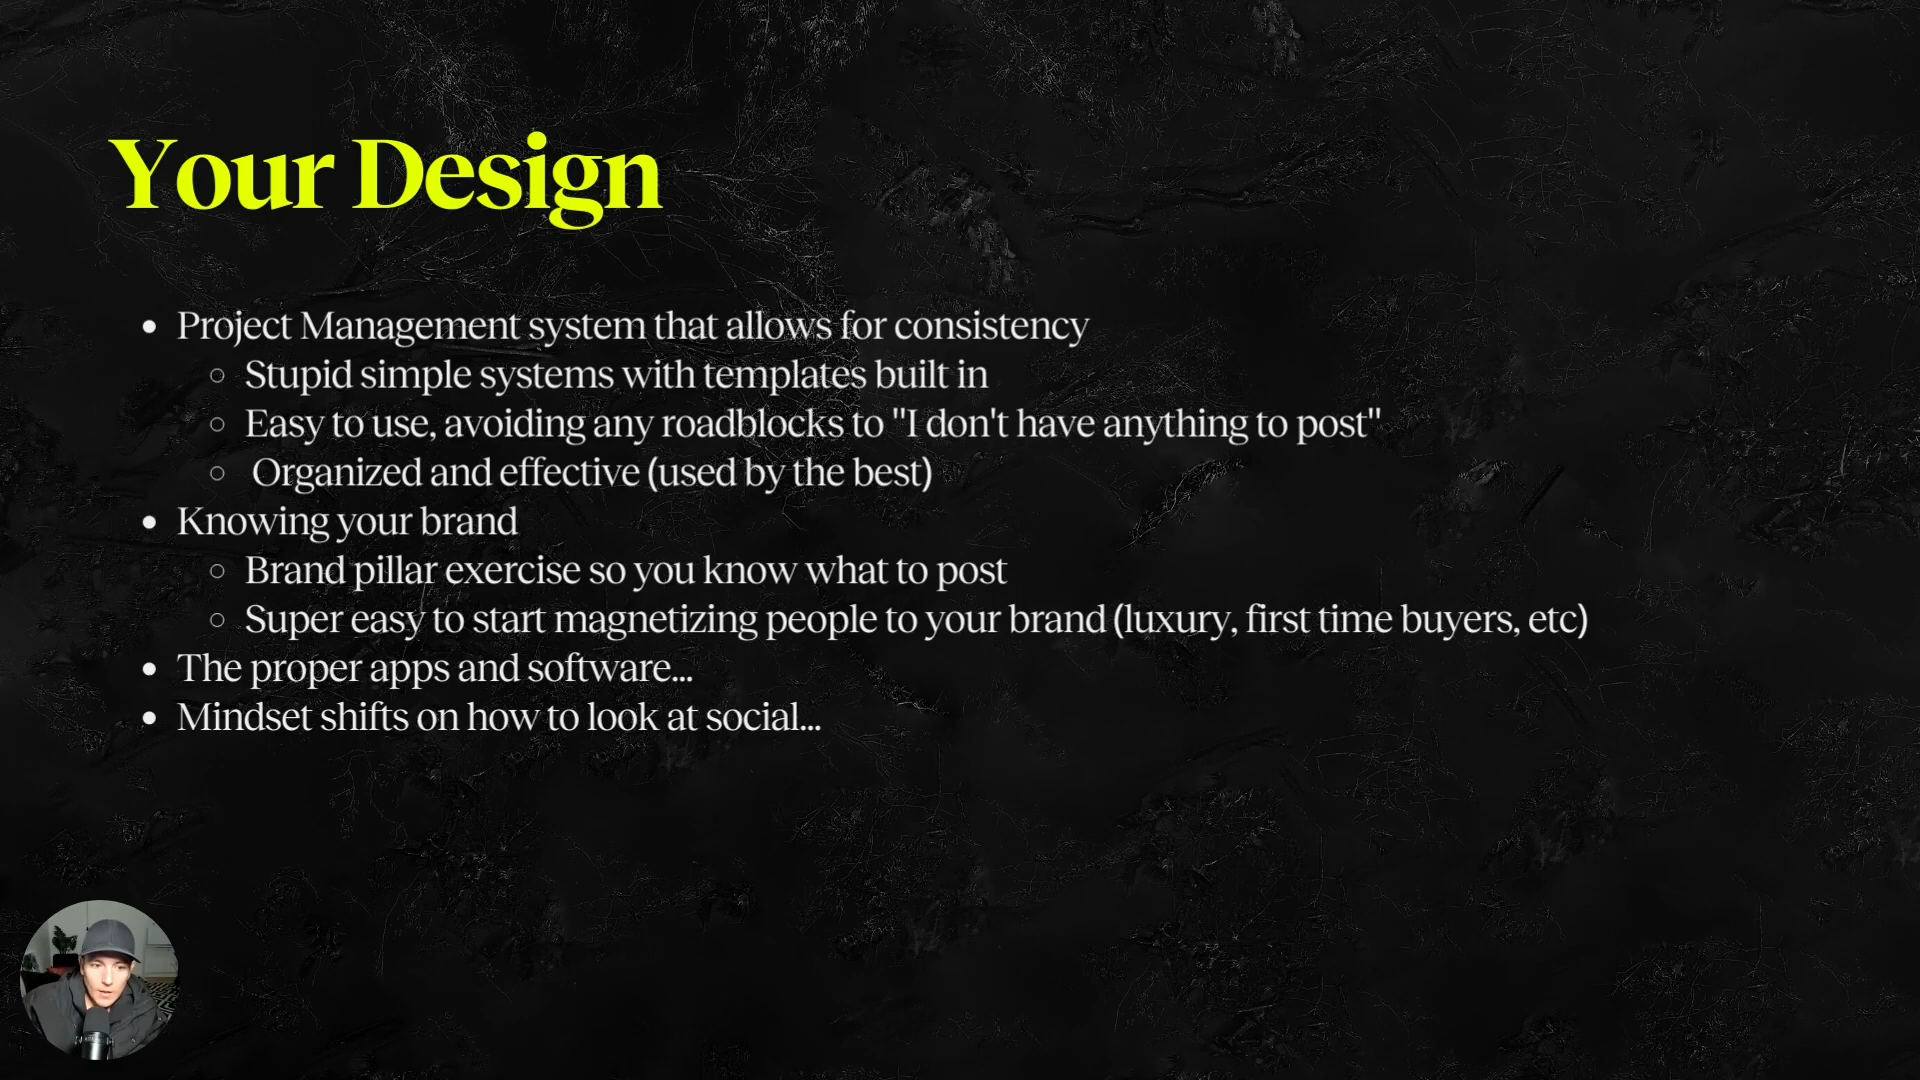 Your Design
• Project Management system that allows for consistency
○ Stupid simple systems with templates built in
○ Easy to use, avoiding any roadblocks to "I don't have anything to post"
○ Organized and effective (used by the best)
• Knowing your brand
○ Brand pillar exercise so you know what to post
○ Super easy to start magnetizing people to your brand (luxury, first time buyers, etc)
• The proper apps and software...
• Mindset shifts on how to look at social...